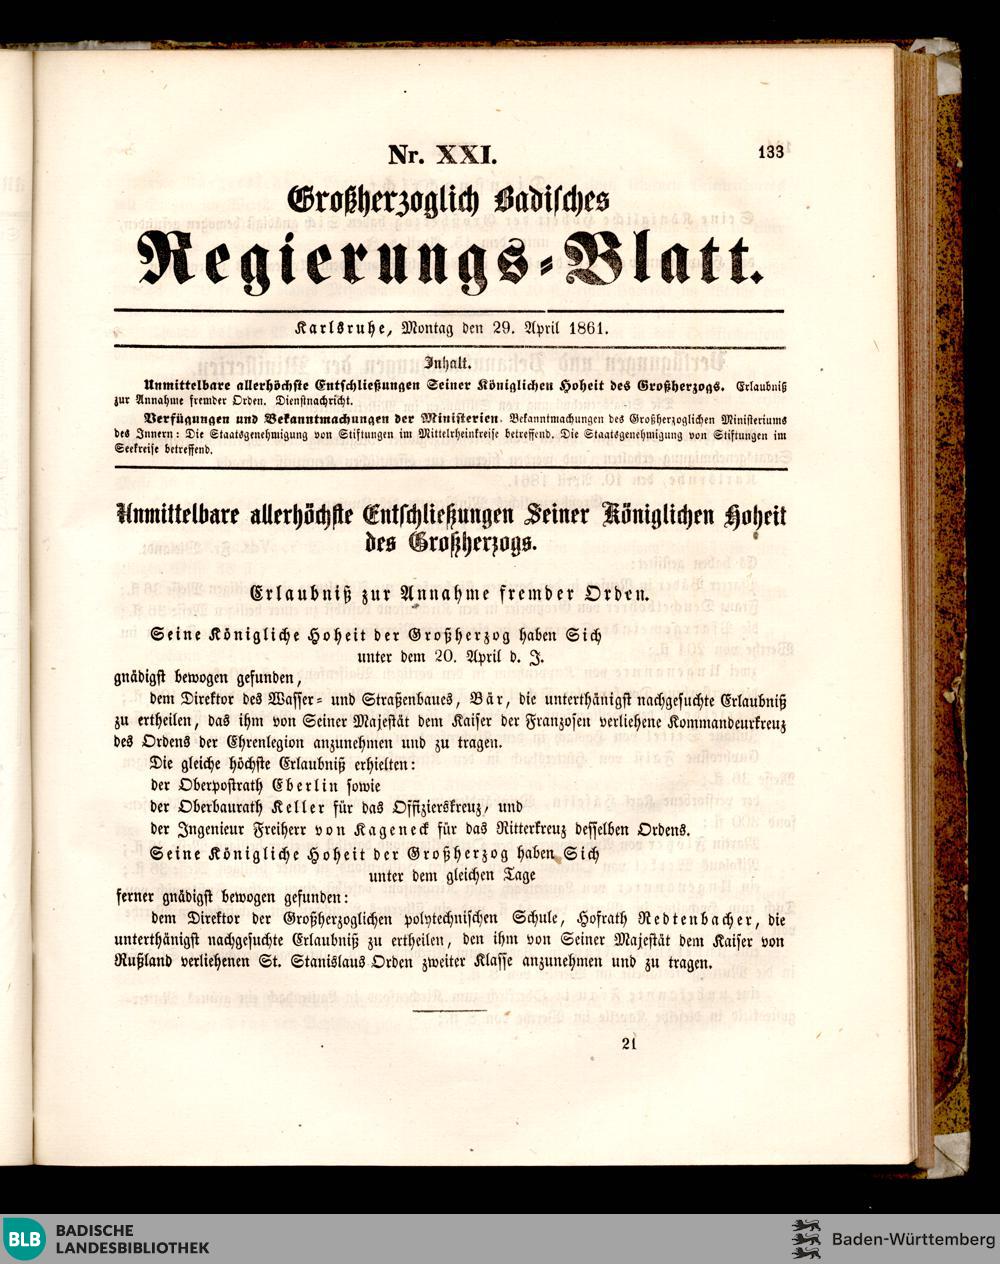 Nr. XXI.
133
Großherzoglich Badisches
Regierungs-Blatt.
Karlsruhe, Montag den 29. April 1861.
Inhalt.
Unmittelbare allerhöchste Entschließungen Seiner Königlichen Hoheit des Großherzogs. Erlaubniß
zur Annahme fremder Orden. Dienstnachricht.
Verfügungen und Bekanntmachungen der Ministerien. Bekanntmachungen des Großherzoglichen Ministeriums
des Innern: Die Staatsgenehmigung von Stiftungen im Mittelrheinkreise betreffend. Die Staatsgenehmigung von Stiftungen im
Seekreise betreffend.
Unmittelbare allerhöchste Entschließungen Seiner Königlichen Hoheit
des Großherzogs.
Erlaubniß zur Annahme fremder Orden.
Seine Königliche Hoheit der Großherzog haben Sich
unter dem 20. April d. J.
gnädigst bewogen gefunden,
dem Direktor des Wasser- und Straßenbaues, Bär, die unterthänigst nachgesuchte Erlaubniß
zu ertheilen, das ihm von Seiner Majestät dem Kaiser der Franzosen verliehene Kommandeurkreuz
des Ordens der Ehrenlegion anzunehmen und zu tragen.
Die gleiche höchste Erlaubniß erhielten:
der Oberpostrath Eberlin sowie
der Oberbaurath Keller für das Offizierskreuz, und
der Ingenieur Freiherr von Kageneck für das Ritterkreuz desselben Ordens.
Seine Königliche Hoheit der Großherzog haben Sich
unter dem gleichen Tage
ferner gnädigst bewogen gefunden:
dem Direktor der Großherzoglichen polytechnischen Schule, Hofrath Redtenbacher, die
unterthänigst nachgesuchte Erlaubniß zu ertheilen, den ihm von Seiner Majestät dem Kaiser von
Rußland verliehenen St. Stanislaus Orden zweiter Klasse anzunehmen und zu tragen.
21
BLB BADISCHE
LANDESBIBLIOTHEK
Baden-Württemberg